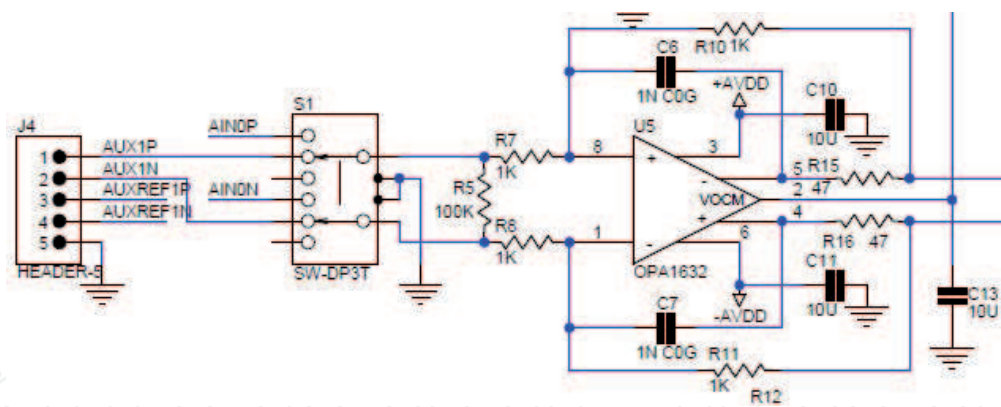 R10 1K
C6
1N C0G
+AVDD
C10
10U
S1
J4
AIN0P
AUX1P
AUX1N
AUXREF1P
AUXREF1N
AIN0N
1
2
3
4
5
HEADER-5
SW-DP3T
R7
1K
R5
100K
R8
1K
U5
8
1
3
5
2
4
6
+
-
-
+
VOCM
OPA1632
R15
47
R16 47
C11
10U
-AVDD
C7
1N C0G
R11
1K
R12
C13
10U